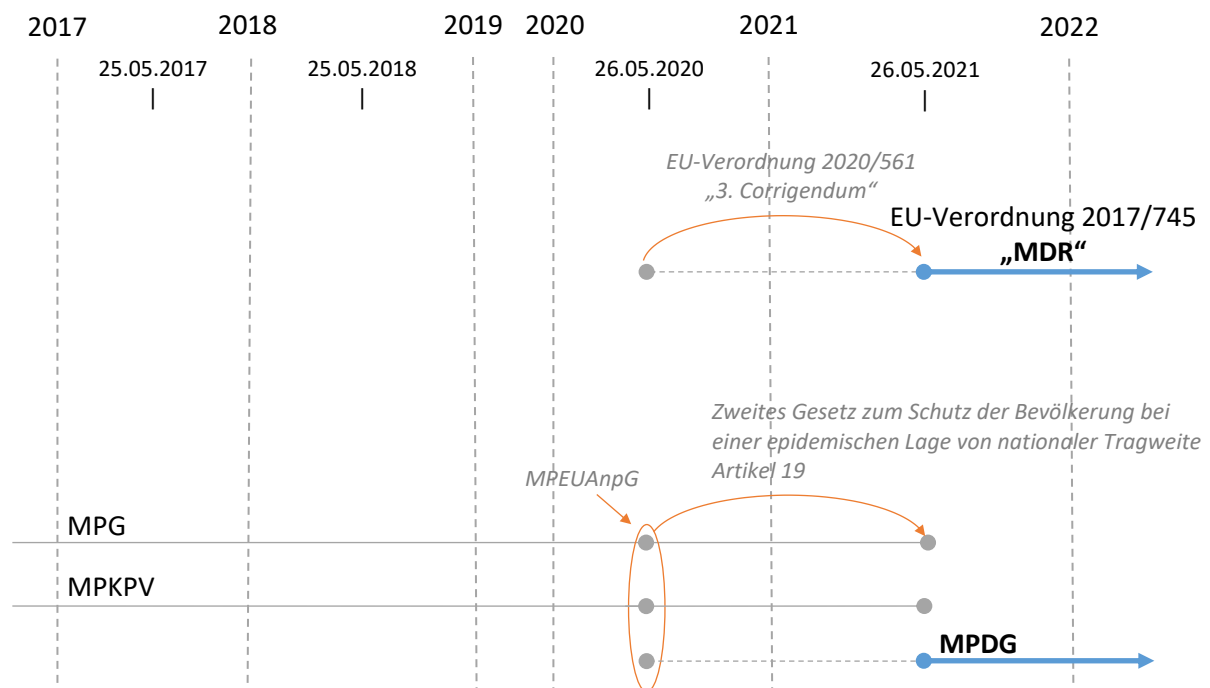 2017 2018 2019 2020 2021 2022
25.05.2017 25.05.2018 26.05.2020 26.05.2021
EU-Verordnung 2020/561
„3. Corrigendum“
EU-Verordnung 2017/745
„MDR“
Zweites Gesetz zum Schutz der Bevölkerung bei
einer epidemischen Lage von nationaler Tragweite
Artikel 19
MPEUAnpG
MPG
MPKPV
MPDG